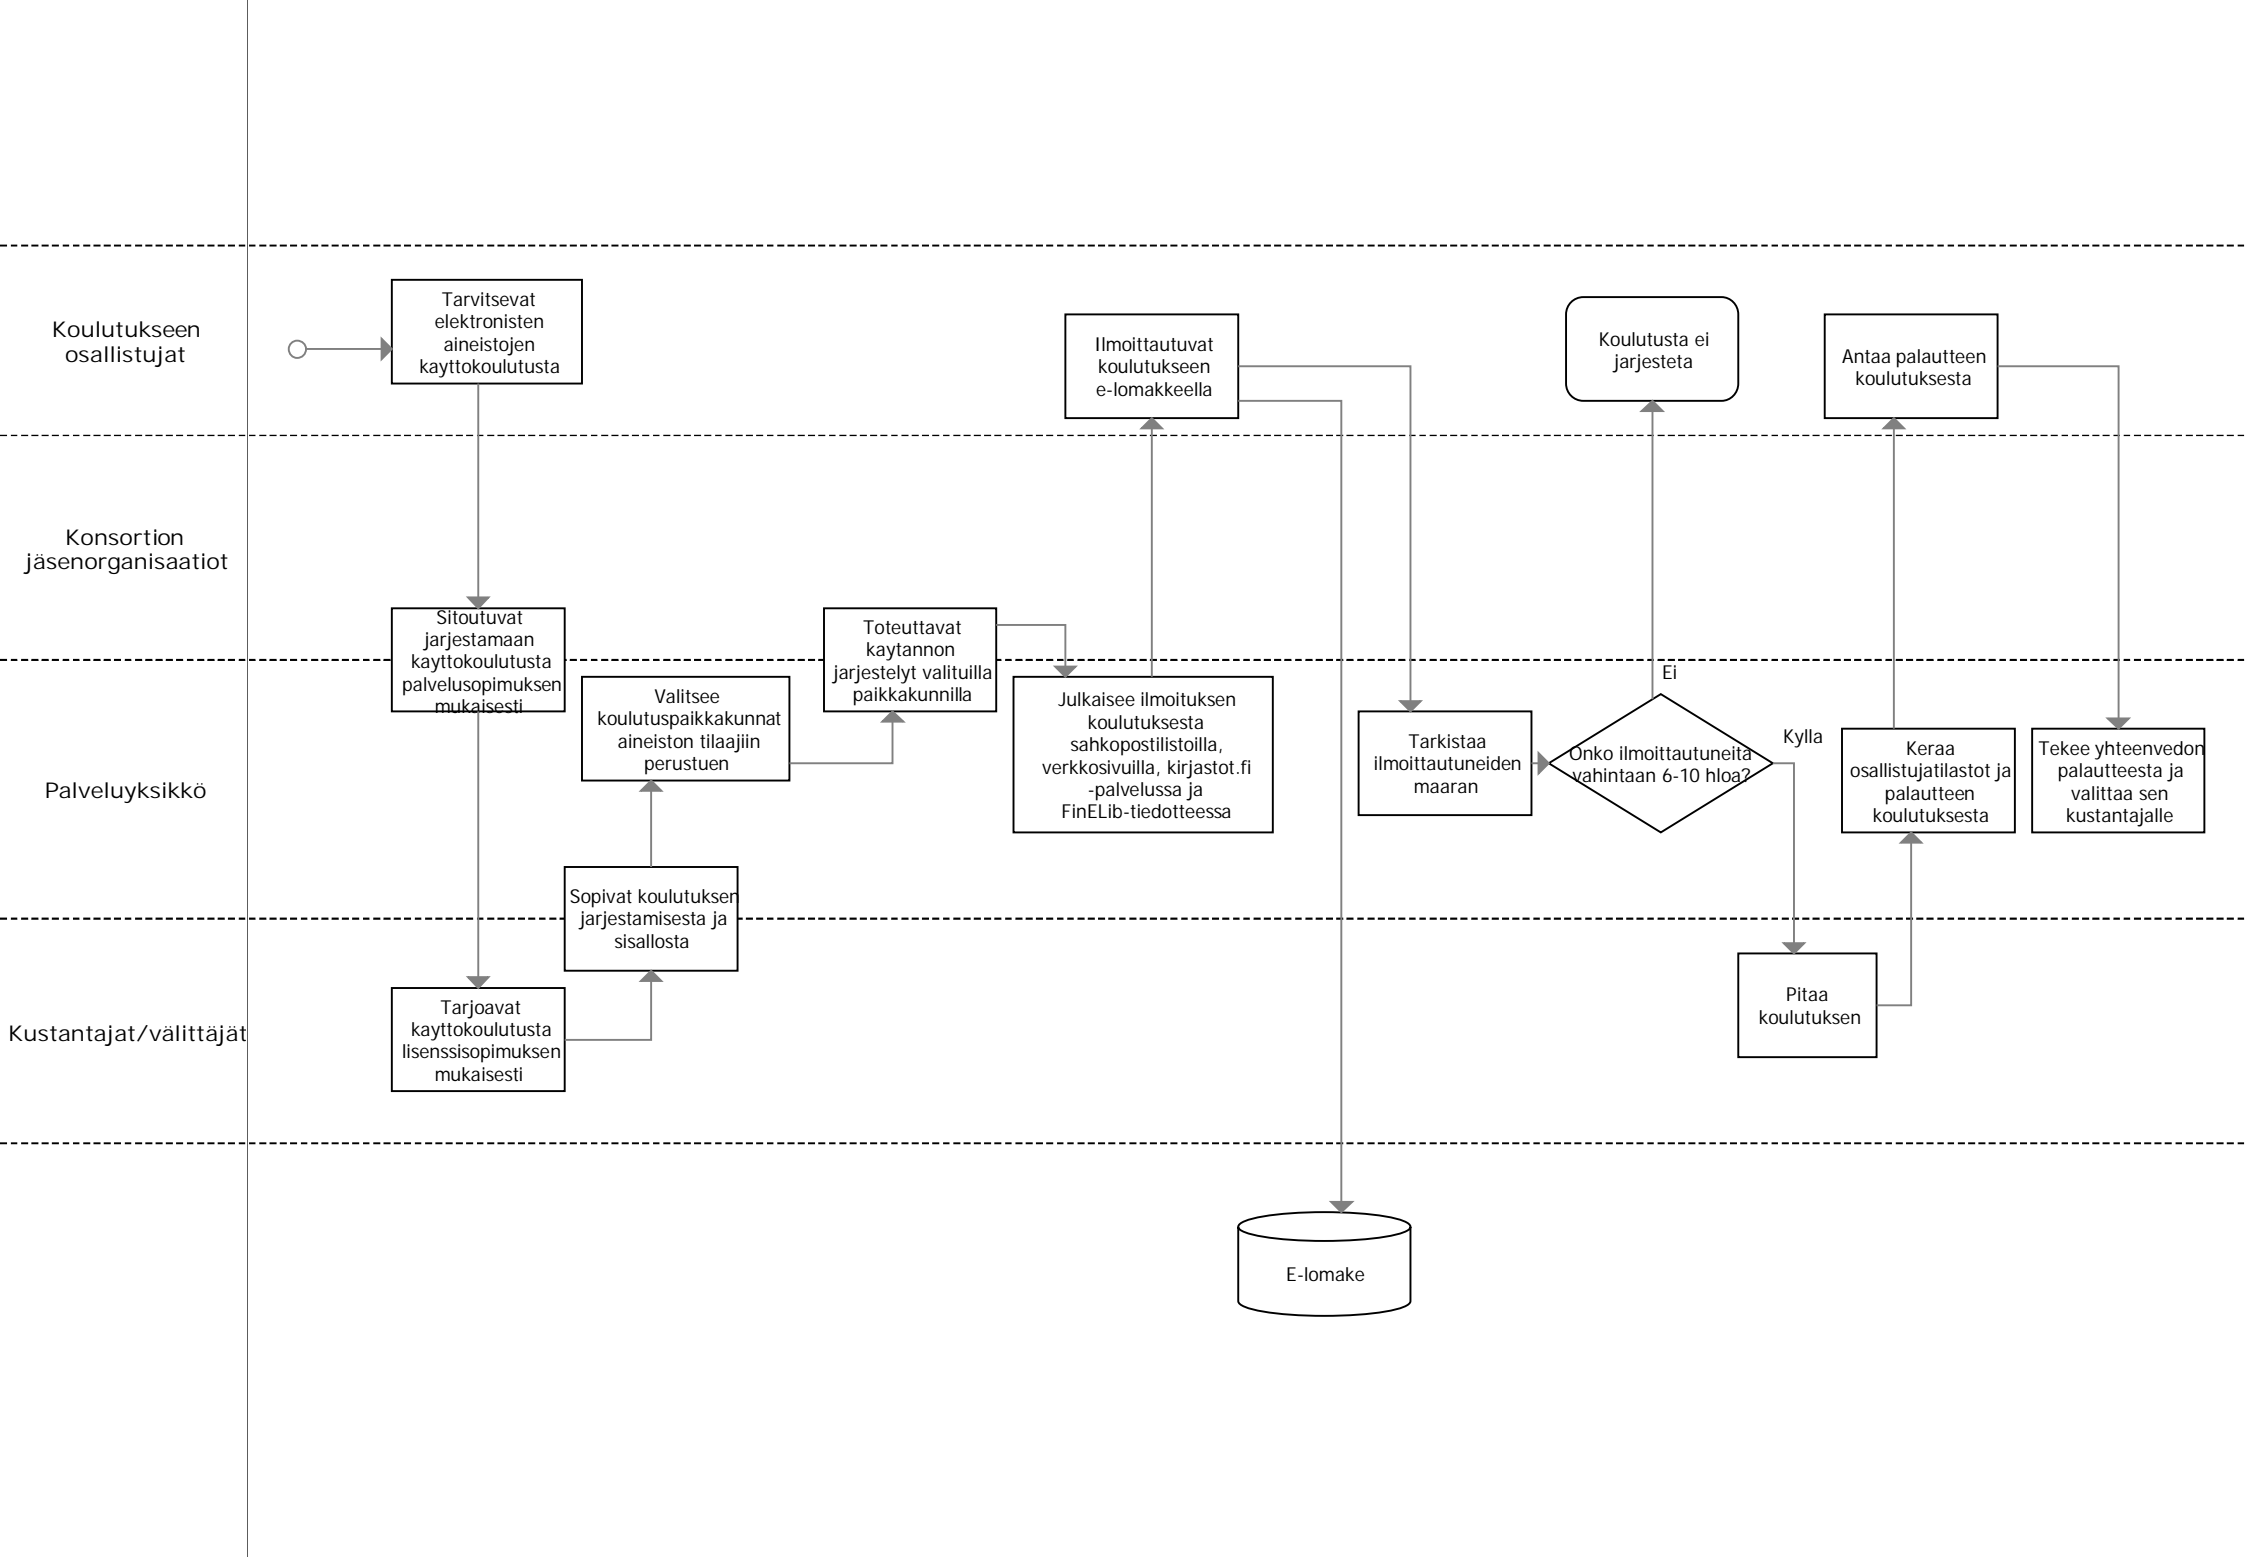 Koulutukseen
osallistujat
Tarvitsevat
elektronisten
aineistojen
kayttokoulutusta
Ilmoittautuvat
koulutukseen
e-lomakkeella
Koulutusta ei
jarjesteta
Antaa palautteen
koulutuksesta
Konsortion
jäsenorganisaatiot
Sitoutuvat
jarjestamaan
kayttokoulutusta
palvelusopimuksen
mukaisesti
Toteuttavat
kaytannon
jarjestelyt valituilla
paikkakunnilla
Palveluyksikkö
Valitsee
koulutuspaikkakunnat
aineiston tilaajiin
perustuen
Julkaisee ilmoituksen
koulutuksesta
sahkopostilistoilla,
verkkosivuilla, kirjastot.fi
-palvelussa ja
FinELib-tiedotteessa
Tarkistaa
ilmoittautuneiden
maaran
Ei
Onko ilmoittautuneita
vahintaan 6-10 hloa?
Kylla
Keraa
osallistujatilastot ja
palautteen
koulutuksesta
Tekee yhteenvedon
palautteesta ja
valittaa sen
kustantajalle
Sopivat koulutuksen
jarjestamisesta ja
sisallosta
Kustantajat/välittäjät
Tarjoavat
kayttokoulutusta
lisenssisopimuksen
mukaisesti
Pitaa
koulutuksen
E-lomake